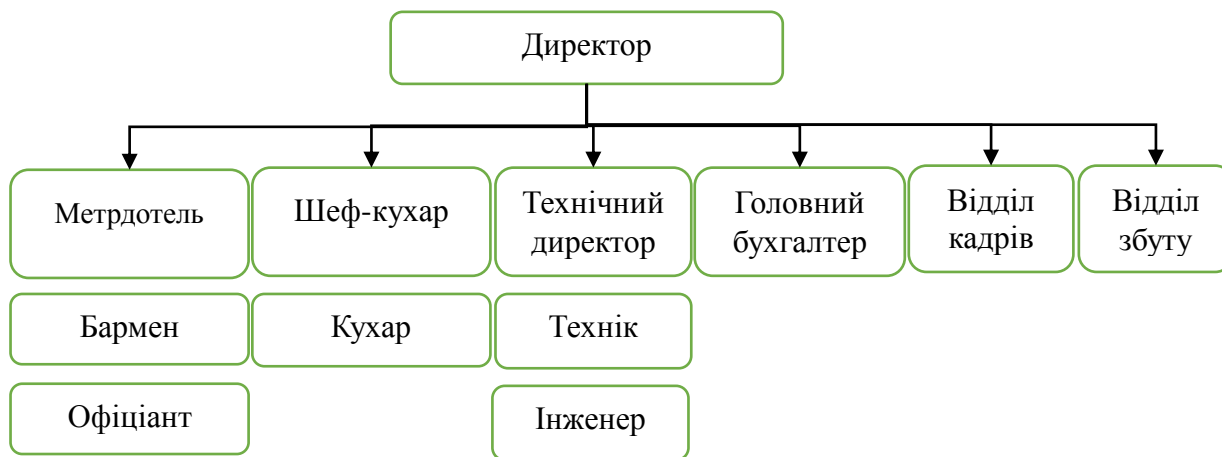 Директор
Метрдотель
Шеф-кухар
Технічний
директор
Головний
бухгалтер
Відділ
кадрів
Відділ
збуту
Бармен
Кухар
Технік
Офіціант
Інженер